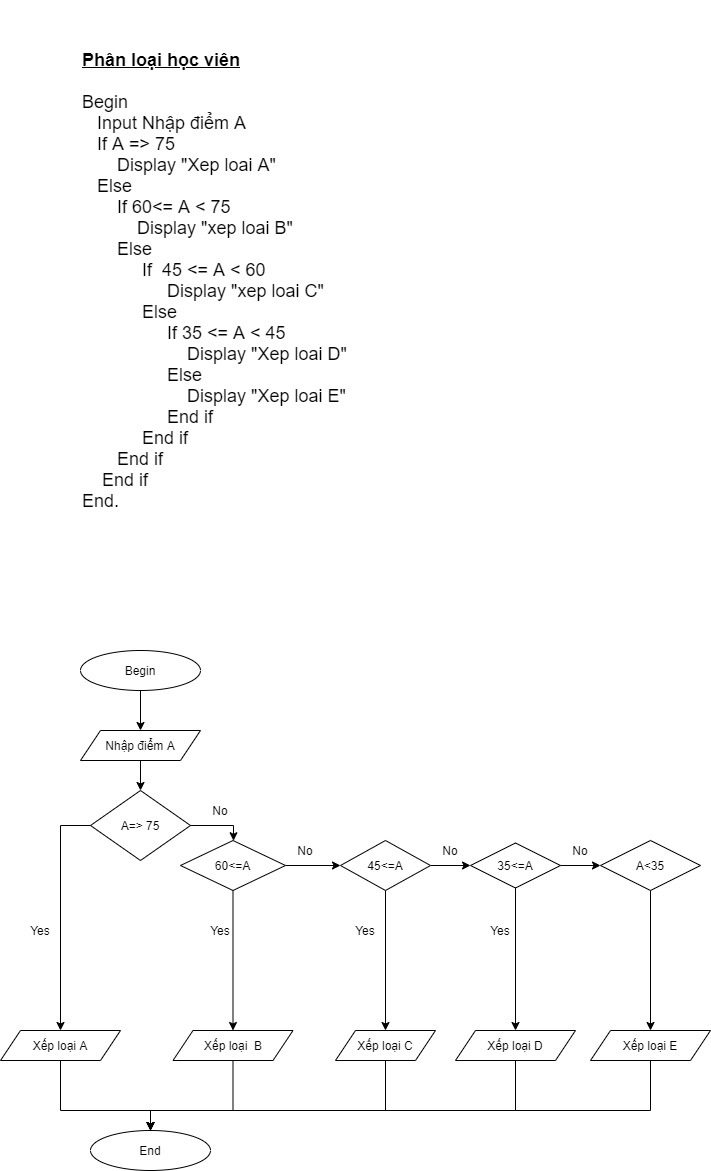 Phân loại học viên
Begin
Input Nhập điểm A
If A => 75
Display "Xep loai A"
Else
If 60<= A < 75
Display "xep loai B"
Else
If  45 <= A < 60
Display "xep loai C"
Else
If 35 <= A < 45
Display "Xep loai D"
Else
Display "Xep loai E"
End if
End if
End if
End if
End.
Begin
Nhập điểm A
A=> 75
No
60<=A
No
45<=A
No
35<=A
No
A<35
Yes
Yes
Yes
Yes
Xếp loại A
Xếp loại  B
Xếp loại C
Xếp loại D
Xếp loại E
End